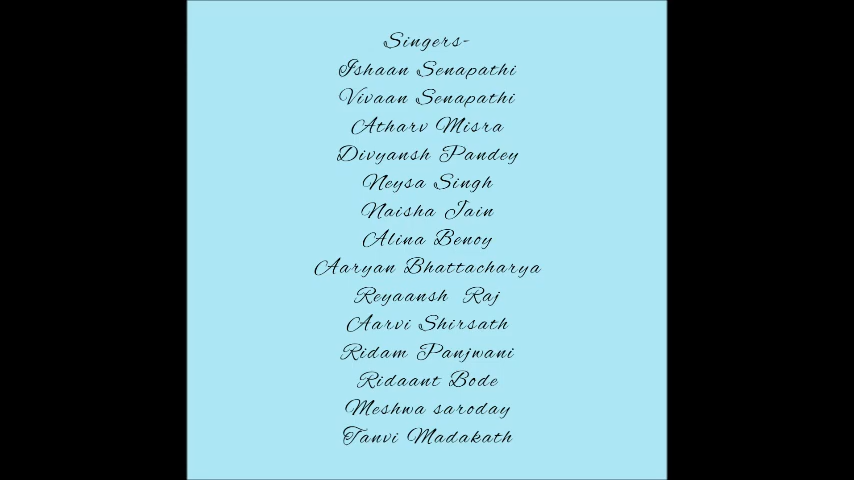 Singers-
Ishaan Senapathi
Vivaan Senapathi
Atharv Misra
Divyansh Pandey
Neysa Singh
Naisha Jain
Alina Benoy
Aaryan Bhattacharya
Reyaansh Raj
Aarvi Shirsath
Ridam Panjwani
Ridaant Bode
Meshwa saroday
Tanvi Madakath